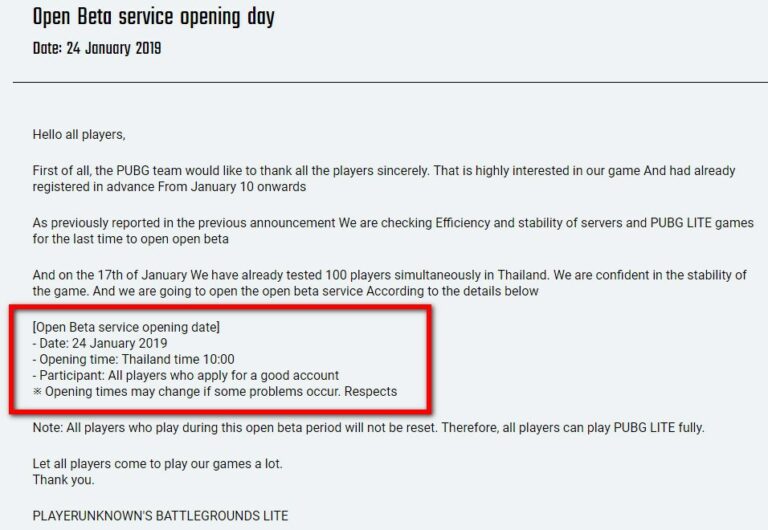 Open Beta service opening day
Date: 24 January 2019
Hello all players,
First of all, the PUBG team would like to thank all the players sincerely. That is highly interested in our game And had already
registered in advance From January 10 onwards
As previously reported in the previous announcement We are checking Efficiency and stability of servers and PUBG LITE games
for the last time to open open beta
And on the 17th of January We have already tested 100 players simultaneously in Thailand. We are confident in the stability of
the game. And we are going to open the open beta service According to the details below
[Open Beta service opening date]
- Date: 24 January 2019
- Opening time: Thailand time 10:00
- Participant: All players who apply for a good account
※ Opening times may change if some problems occur. Respects
Note: All players who play during this open beta period will not be reset. Therefore, all players can play PUBG LITE fully.
Let all players come to play our games a lot.
Thank you.
PLAYERUNKNOWN'S BATTLEGROUNDS LITE